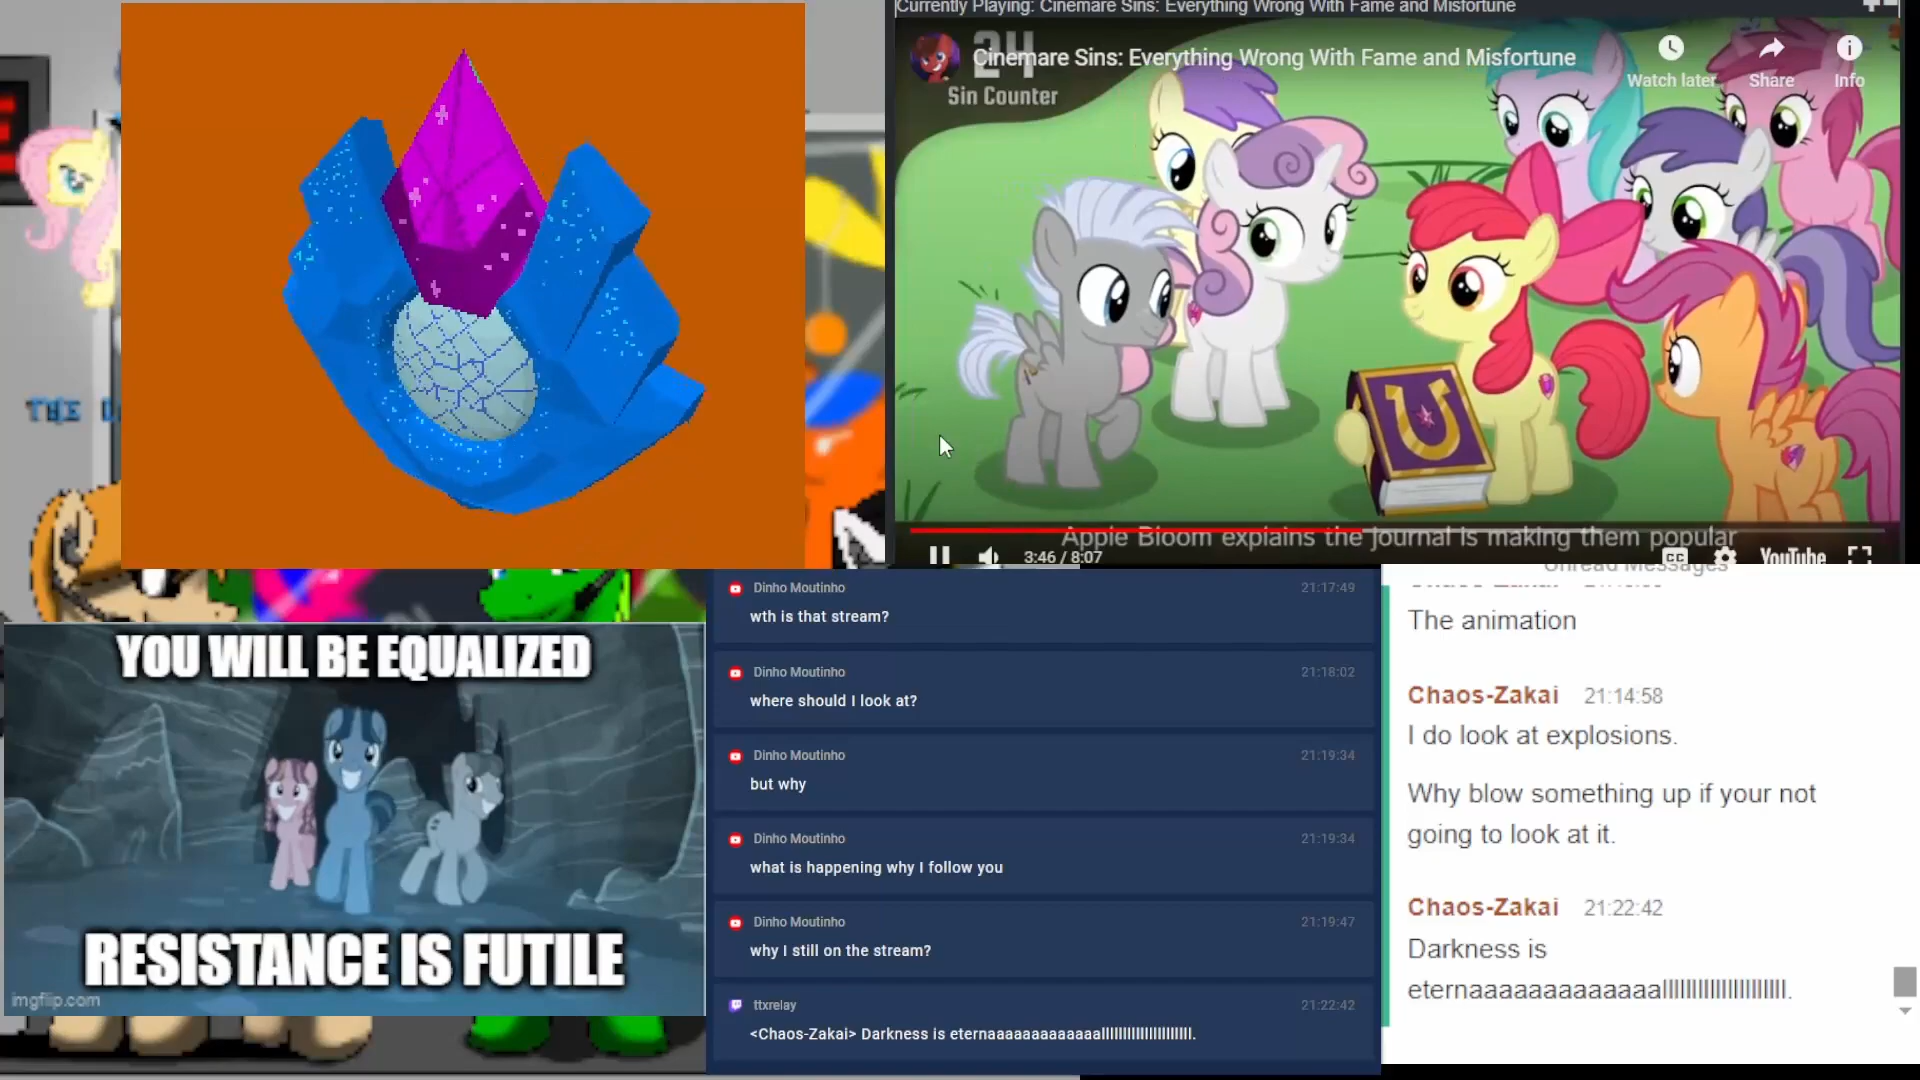 Currently Playing: Cinemare Sins: Everything Wrong With Fame and Misfortune
24
Cinemare Sins: Everything Wrong With Fame and Misfortune
Watch later
Share
Info
Sin Counter
THE
Apple Bloom explains the journal is making them popular
3:46 / 8:07
CC
YouTube
YOU WILL BE EQUALIZED
RESISTANCE IS FUTILE
imgflip.com
Dinho Moutinho 21:17:49
wth is that stream?
Dinho Moutinho 21:18:02
where should I look at?
Dinho Moutinho 21:19:34
but why
Dinho Moutinho 21:19:34
what is happening why I follow you
Dinho Moutinho 21:19:47
why I still on the stream?
ttxrelay 21:22:42
<Chaos-Zakai> Darkness is eternaaaaaaaaaaaaalllllllllllllllllllll.
Unread Messages
The animation
Chaos-Zakai 21:14:58
I do look at explosions.
Why blow something up if your not
going to look at it.
Chaos-Zakai 21:22:42
Darkness is
eternaaaaaaaaaaaaalllllllllllllllllllll.